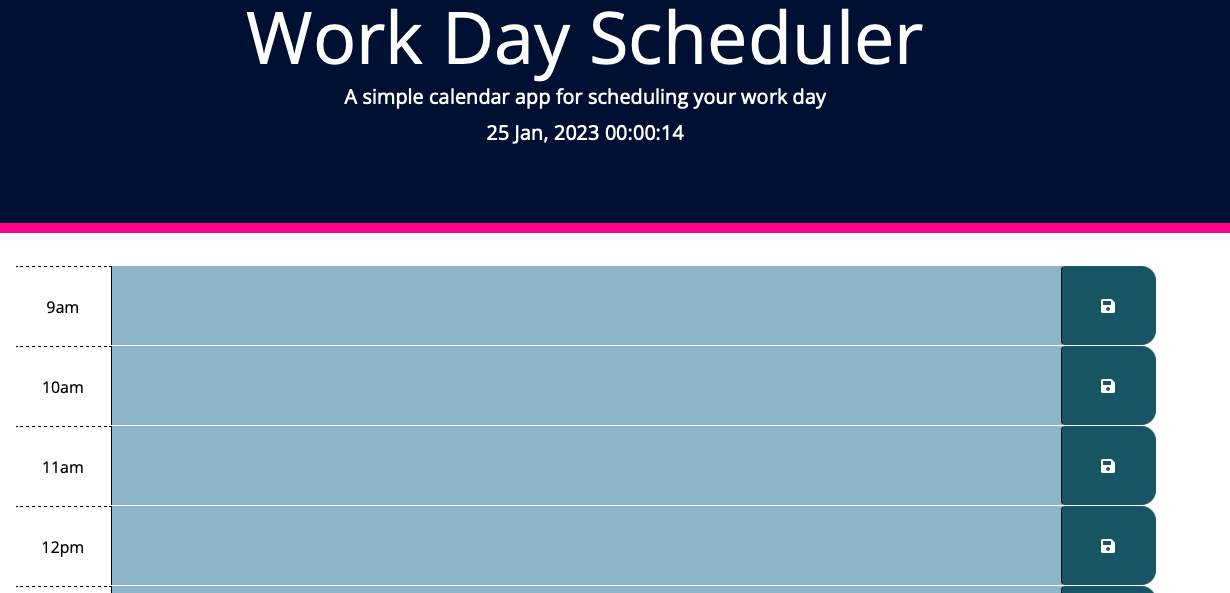 Work Day Scheduler
A simple calendar app for scheduling your work day
25 Jan, 2023 00:00:14
9am
10am
11am
12pm